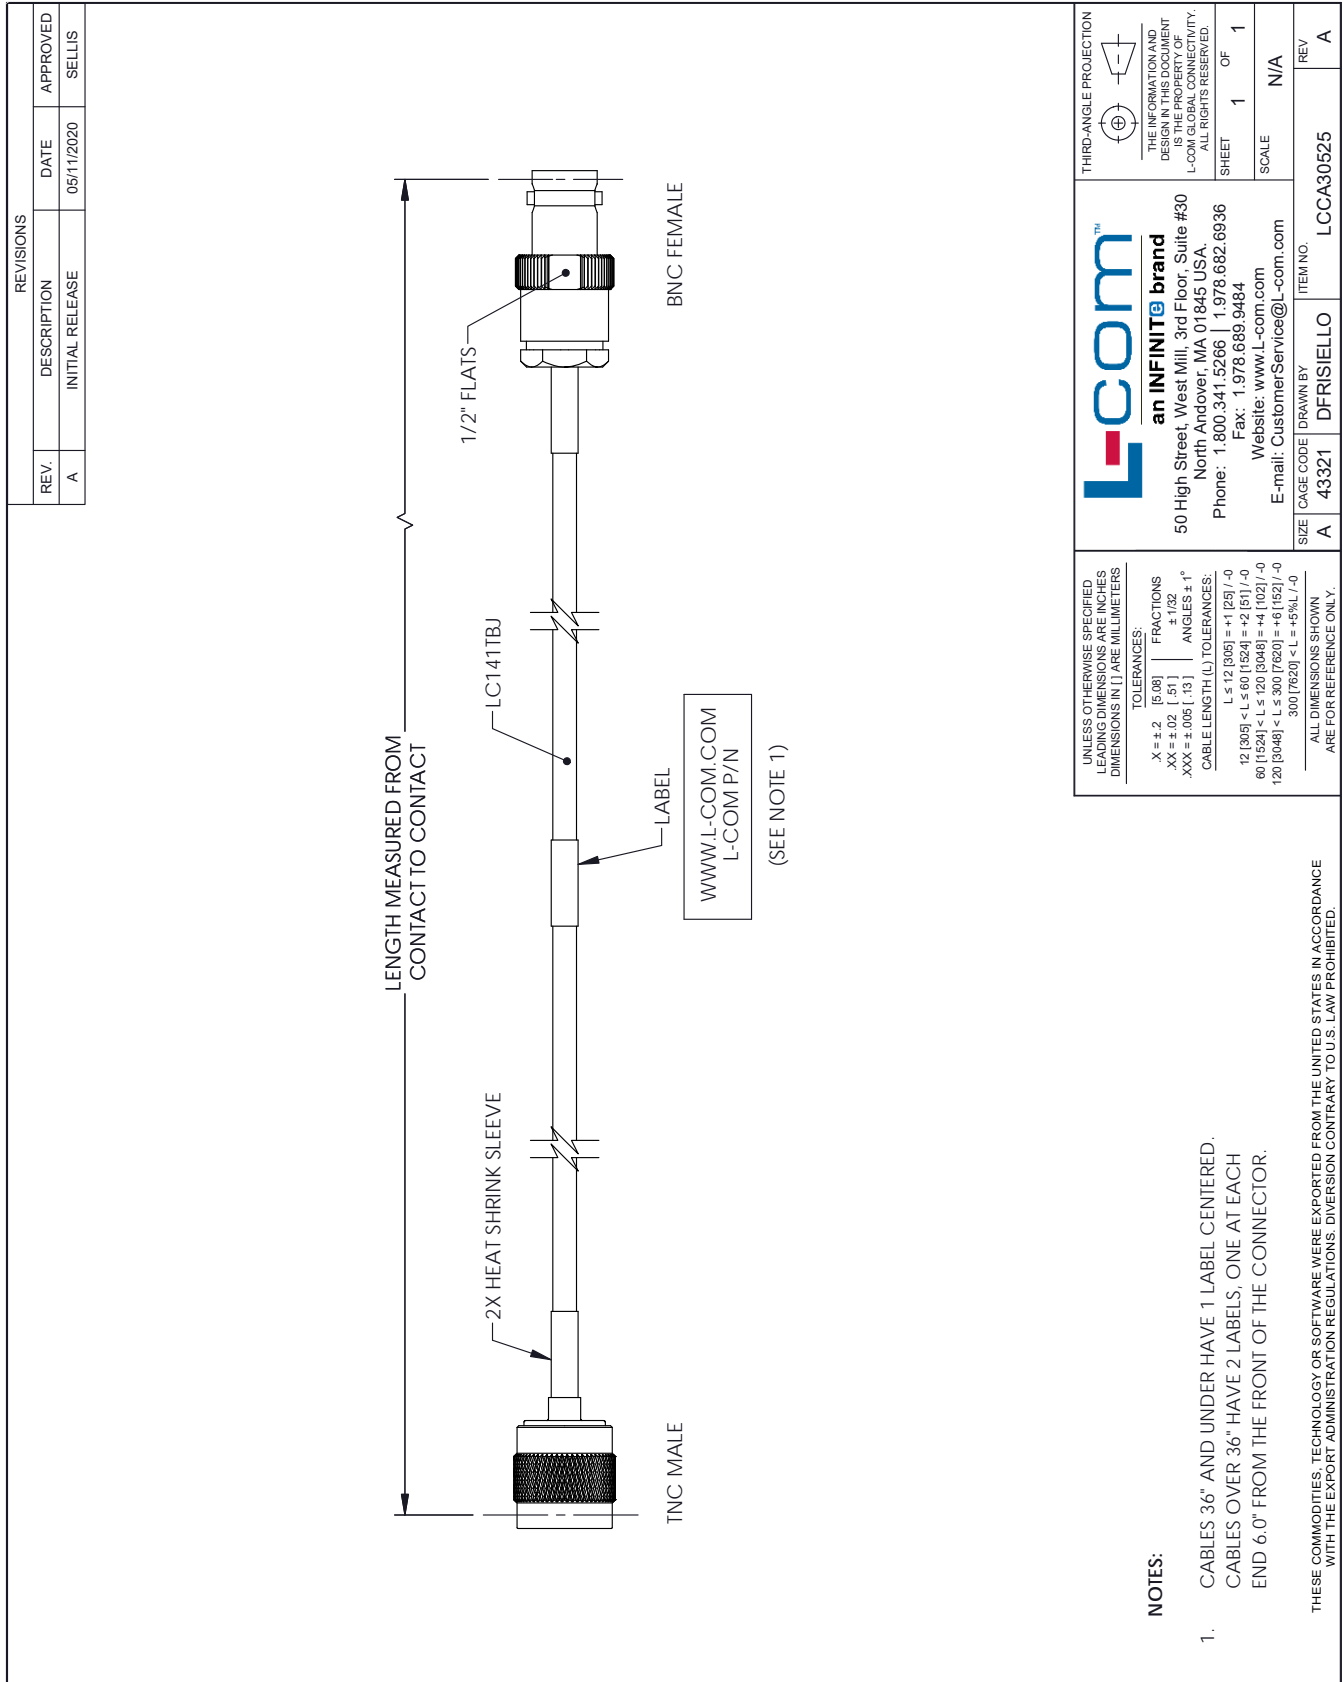 REVISIONS
REV. DESCRIPTION DATE APPROVED
A INITIAL RELEASE 05/11/2020 SELLIS
LENGTH MEASURED FROM
CONTACT TO CONTACT
2X HEAT SHRINK SLEEVE
LC141TBJ
1/2" FLATS
LABEL
TNC MALE
BNC FEMALE
WWW.L-COM.COM
L-COM P/N
(SEE NOTE 1)
NOTES:
1. CABLES 36" AND UNDER HAVE 1 LABEL CENTERED.
CABLES OVER 36" HAVE 2 LABELS, ONE AT EACH
END 6.0" FROM THE FRONT OF THE CONNECTOR.
THESE COMMODITIES, TECHNOLOGY OR SOFTWARE WERE EXPORTED FROM THE UNITED STATES IN ACCORDANCE
WITH THE EXPORT ADMINISTRATION REGULATIONS. DIVERSION CONTRARY TO U.S. LAW PROHIBITED.
UNLESS OTHERWISE SPECIFIED
LEADING DIMENSIONS ARE INCHES
DIMENSIONS IN [ ] ARE MILLIMETERS
TOLERANCES:
.X = ± .2 [5.08] FRACTIONS
.XX = ± .02 [ .51 ] ± 1/32
.XXX = ± .005 [ .13 ] ANGLES ± 1°
CABLE LENGTH (L) TOLERANCES:
L ≤ 12 [305] = +1 [25] / -0
12 [305] < L ≤ 60 [1524] = +2 [51] / -0
60 [1524] < L ≤ 120 [3048] = +4 [102] / -0
120 [3048] < L ≤ 300 [7620] = +6 [152] / -0
300 [7620] < L = +5%L / -0
ALL DIMENSIONS SHOWN
ARE FOR REFERENCE ONLY.
L-com™
an INFINITe brand
50 High Street, West Mill, 3rd Floor, Suite #30
North Andover, MA 01845 USA.
Phone: 1.800.341.5266 | 1.978.682.6936
Fax: 1.978.689.9484
Website: www.L-com.com
E-mail: CustomerService@L-com.com
THIRD-ANGLE PROJECTION
THE INFORMATION AND
DESIGN IN THIS DOCUMENT
IS THE PROPERTY OF
L-COM GLOBAL CONNECTIVITY.
ALL RIGHTS RESERVED.
SHEET 1 OF 1
SCALE N/A
SIZE A
CAGE CODE 43321
DRAWN BY DFRISIELLO
ITEM NO. LCCA30525
REV A